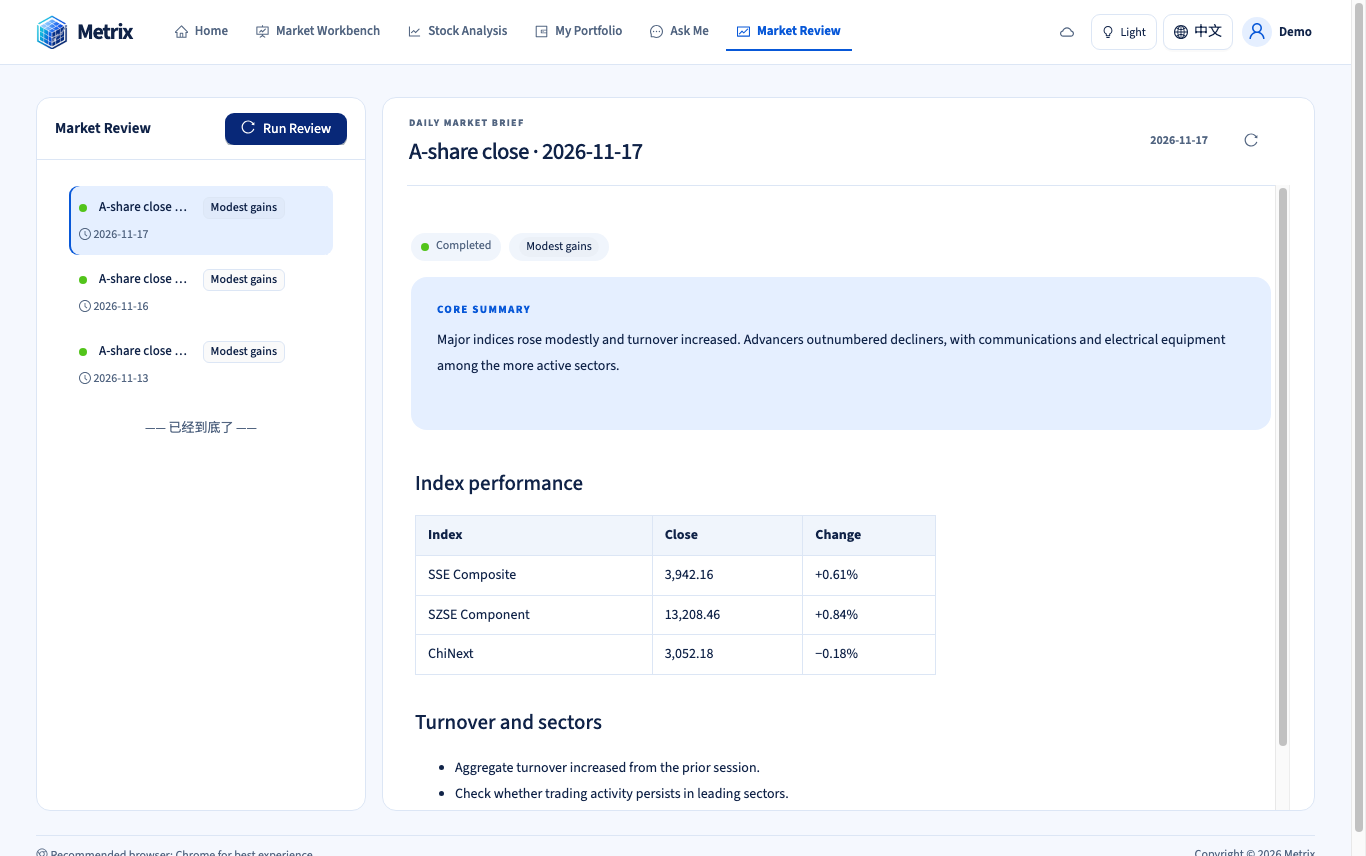 Metrix
Home
Market Workbench
Stock Analysis
My Portfolio
Ask Me
Market Review
Light
中文
Demo
Market Review
Run Review
A-share close ...
Modest gains
2026-11-17
A-share close ...
Modest gains
2026-11-16
A-share close ...
Modest gains
2026-11-13
—— 已经到底了 ——
DAILY MARKET BRIEF
A-share close · 2026-11-17
2026-11-17
Completed
Modest gains
CORE SUMMARY
Major indices rose modestly and turnover increased. Advancers outnumbered decliners, with communications and electrical equipment
among the more active sectors.
Index performance
Index Close Change
SSE Composite 3,942.16 +0.61%
SZSE Component 13,208.46 +0.84%
ChiNext 3,052.18 −0.18%
Turnover and sectors
• Aggregate turnover increased from the prior session.
• Check whether trading activity persists in leading sectors.
Recommended browser: Chrome for best experience
Copyright © 2026 Metrix